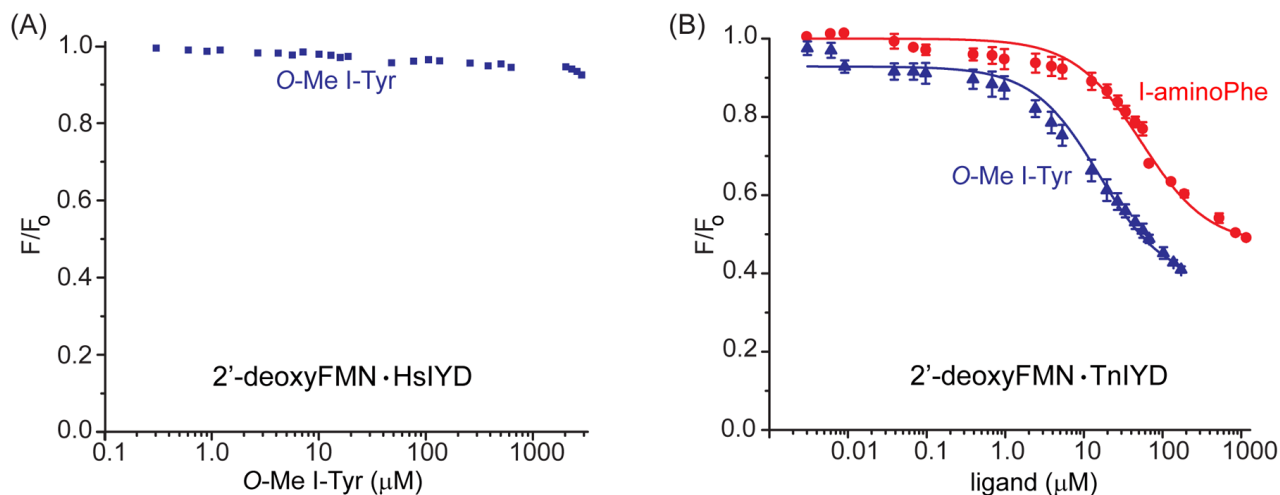 (A)
1.0
0.8
0.6
0.4
0.2
0.0
F/Fo
O-Me I-Tyr
2'-deoxyFMN·HsIYD
0.1 1.0 10 100 1000
O-Me I-Tyr (μM)
(B)
1.0
0.8
0.6
0.4
0.2
0.0
F/Fo
I-aminoPhe
O-Me I-Tyr
2'-deoxyFMN·TnIYD
0.01 0.1 1.0 10 100 1000
ligand (μM)